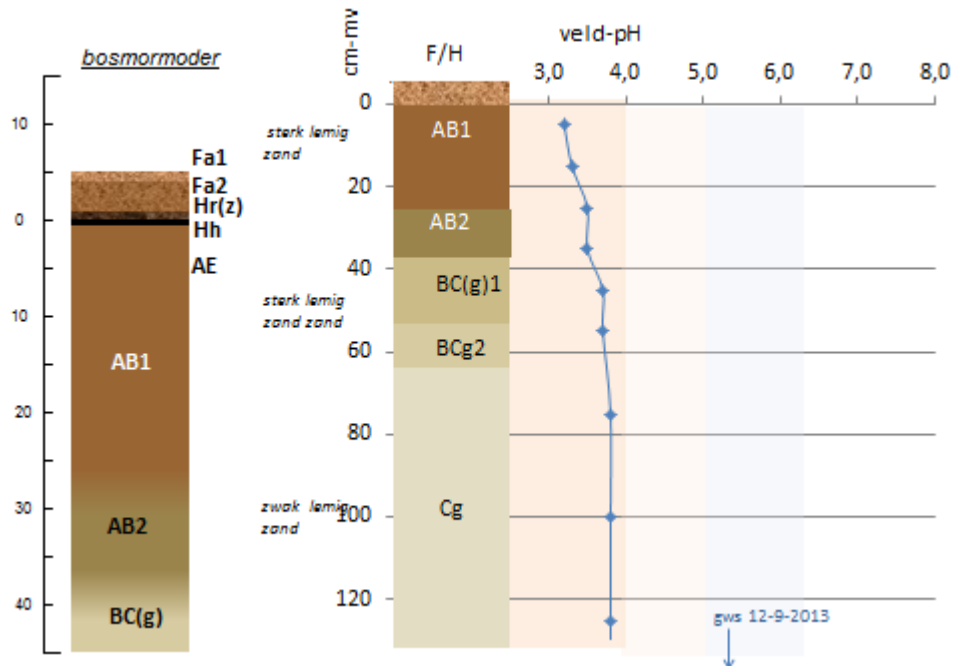 bosmormoder
10
0
10
20
30
40
Fa1
Fa2
Hr(z)
Hh
AE
AB1
AB2
BC(g)
sterk lemig
zand
sterk lemig
zand zand
zwak lemig
zand
cm-mv
F/H
veld-pH
3,0 4,0 5,0 6,0 7,0 8,0
0
20
40
60
80
100
120
AB1
AB2
BC(g)1
BCg2
Cg
gws 12-9-2013